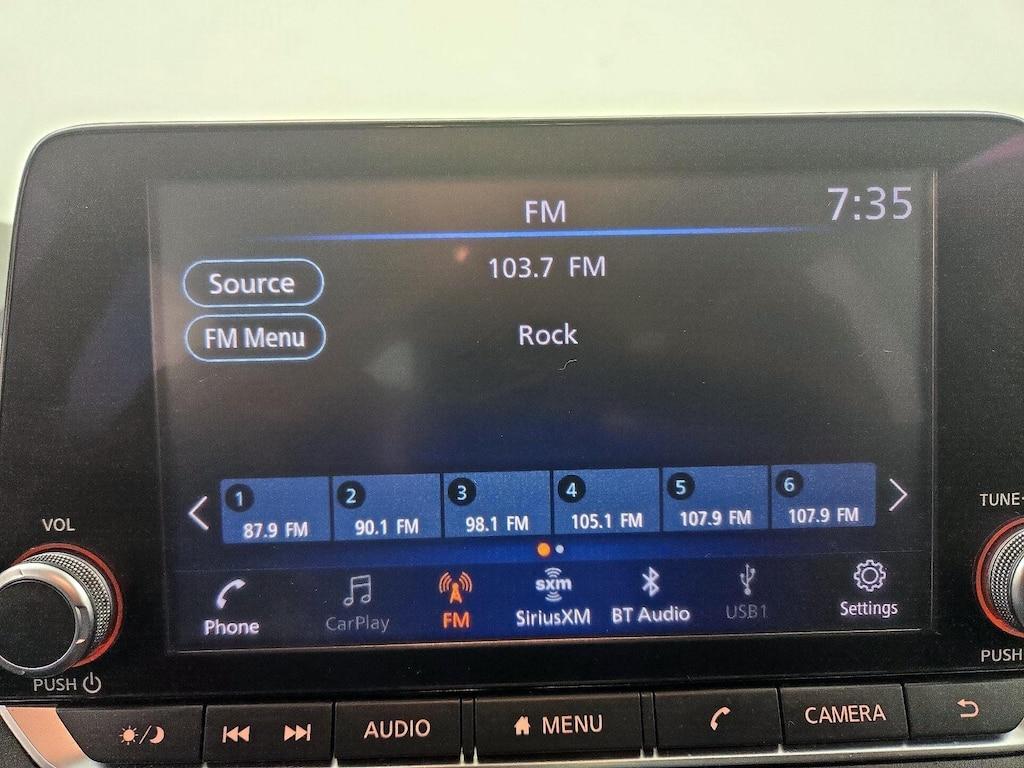 FM
7:35
Source
103.7 FM
FM Menu
Rock
1 2 3 4 5 6
87.9 FM 90.1 FM 98.1 FM 105.1 FM 107.9 FM 107.9 FM
VOL
TUNE
sxm
Phone CarPlay FM SiriusXM BT Audio USB1 Settings
PUSH
PUSH
AUDIO MENU CAMERA